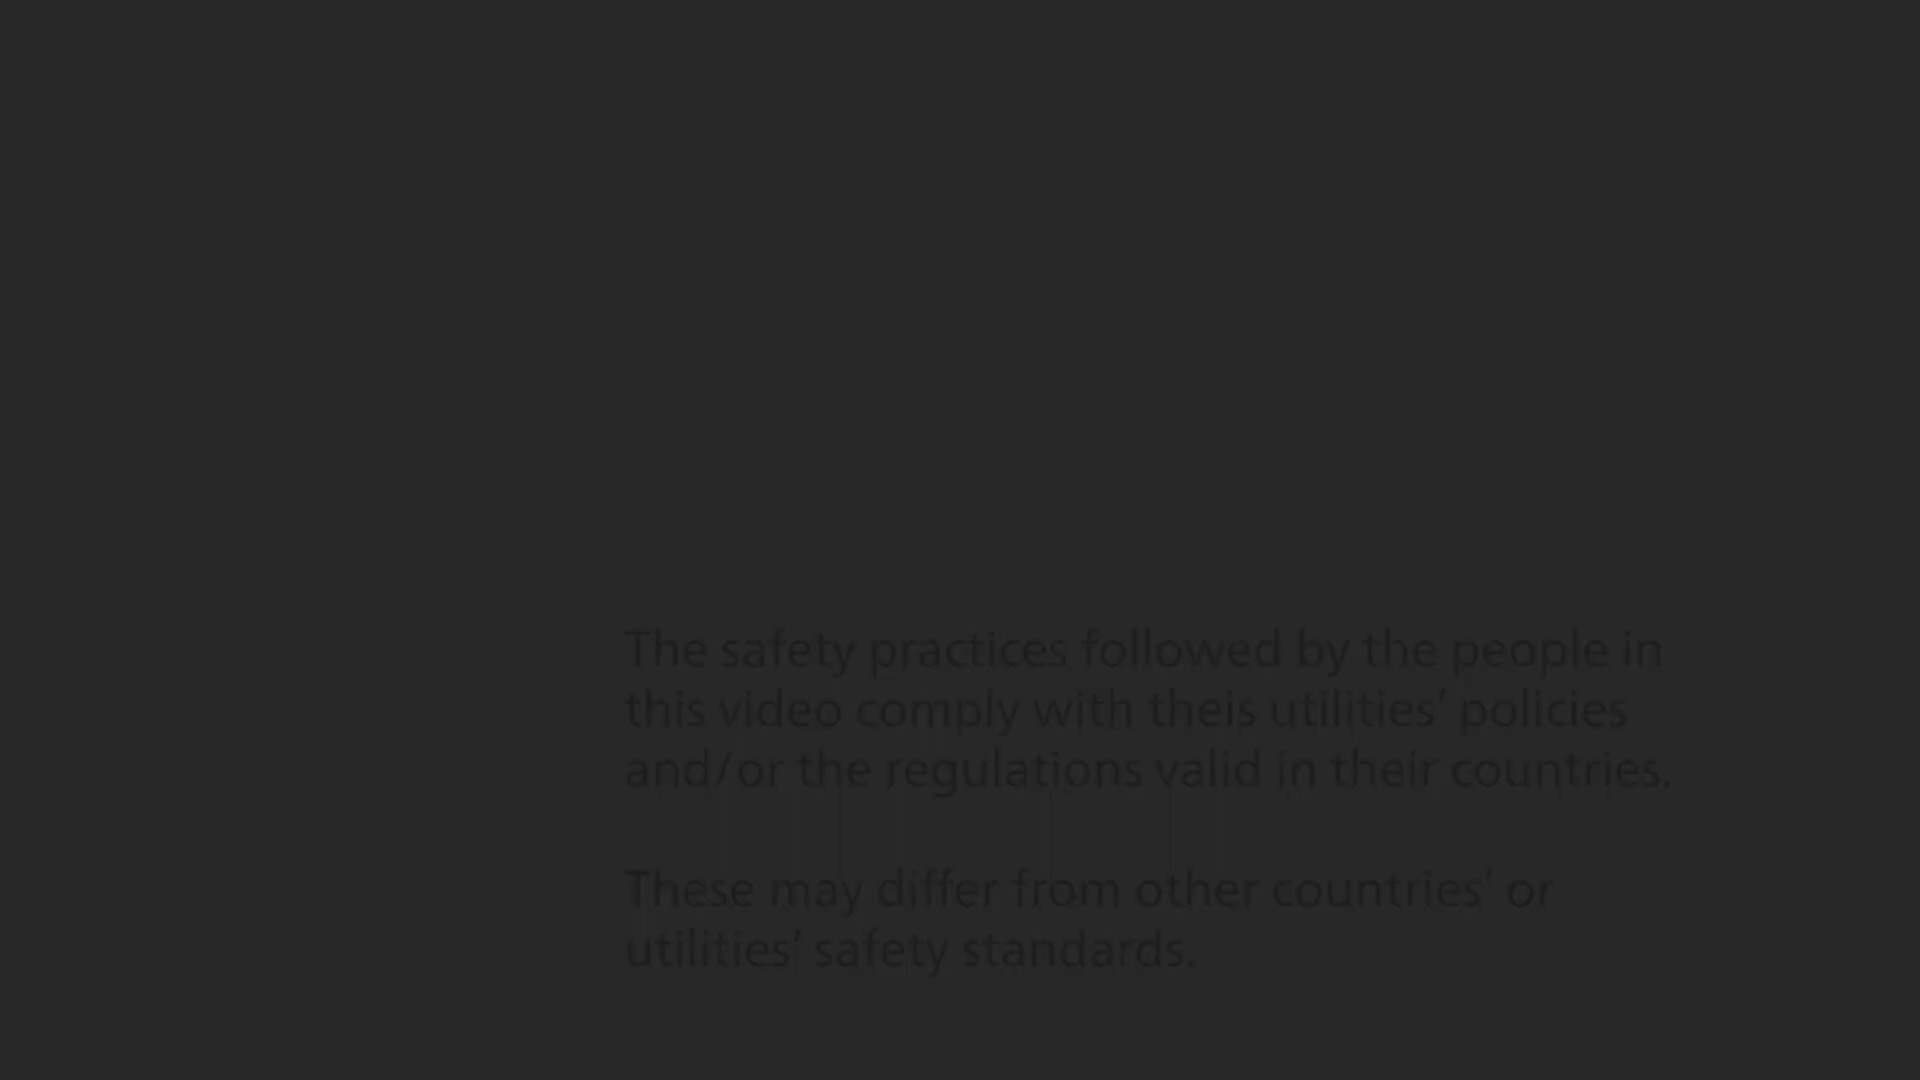 The safety practices followed by the people in
this video comply with theis utilities’ policies
and/or the regulations valid in their countries.
These may differ from other countries’ or
utilities’ safety standards.